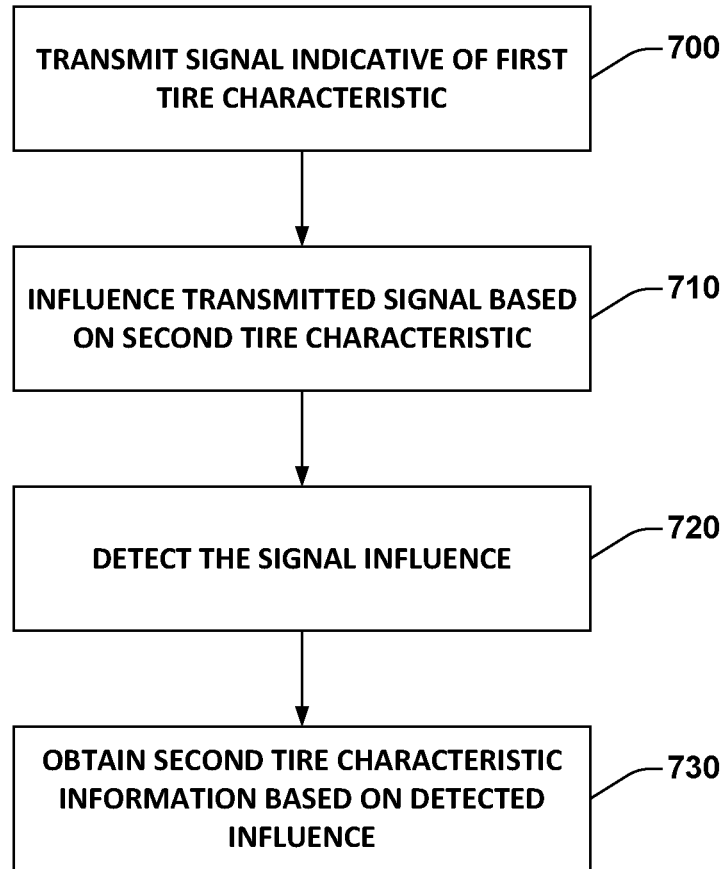 TRANSMIT SIGNAL INDICATIVE OF FIRST
TIRE CHARACTERISTIC
700
INFLUENCE TRANSMITTED SIGNAL BASED
ON SECOND TIRE CHARACTERISTIC
710
DETECT THE SIGNAL INFLUENCE
720
OBTAIN SECOND TIRE CHARACTERISTIC
INFORMATION BASED ON DETECTED
INFLUENCE
730